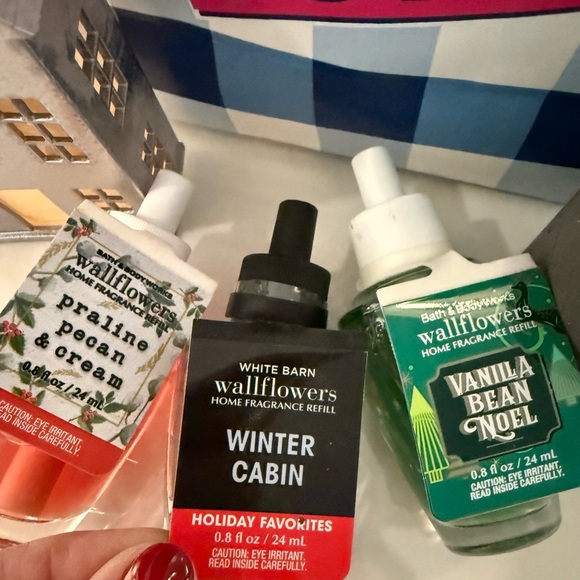 BATH & BODY WORKS
wallflowers
HOME FRAGRANCE REFILL
praline
pecan
& cream
0.8 fl oz / 24 mL
CAUTION: EYE IRRITANT.
READ INSIDE CAREFULLY.
WHITE BARN
wallflowers
HOME FRAGRANCE REFILL
WINTER
CABIN
HOLIDAY FAVORITES
0.8 fl oz / 24 mL
CAUTION: EYE IRRITANT.
READ INSIDE CAREFULLY.
Bath & Body Works
wallflowers
HOME FRAGRANCE REFILL
VANILLA
BEAN
NOEL
0.8 fl oz / 24 mL
CAUTION: EYE IRRITANT.
READ INSIDE CAREFULLY.